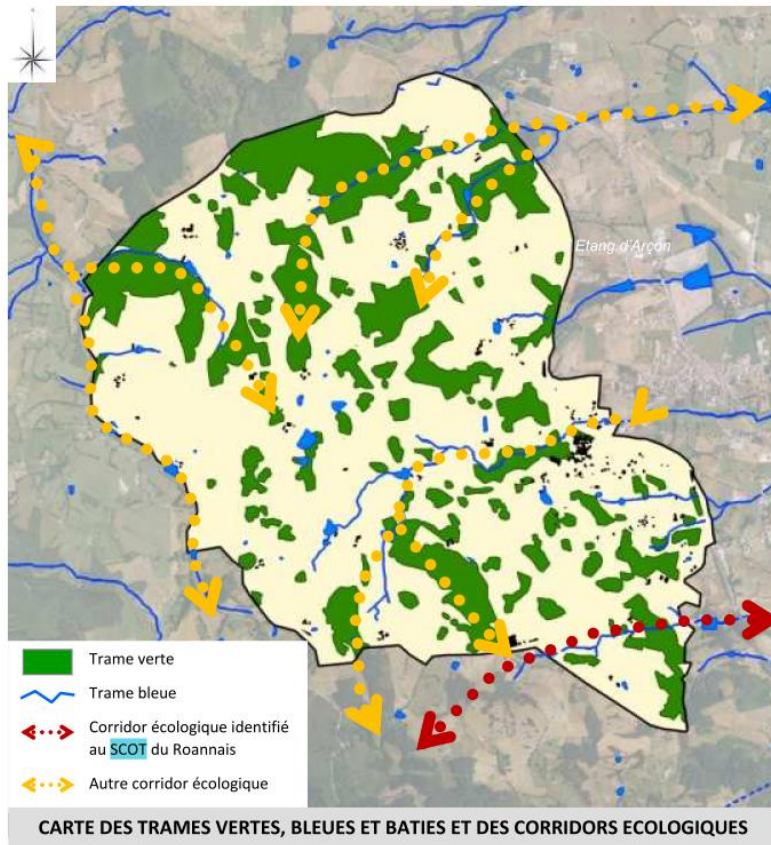 Etang d'Arçon
Trame verte
Trame bleue
Corridor écologique identifié
au SCOT du Roannais
Autre corridor écologique
CARTE DES TRAMES VERTES, BLEUES ET BATIES ET DES CORRIDORS ECOLOGIQUES